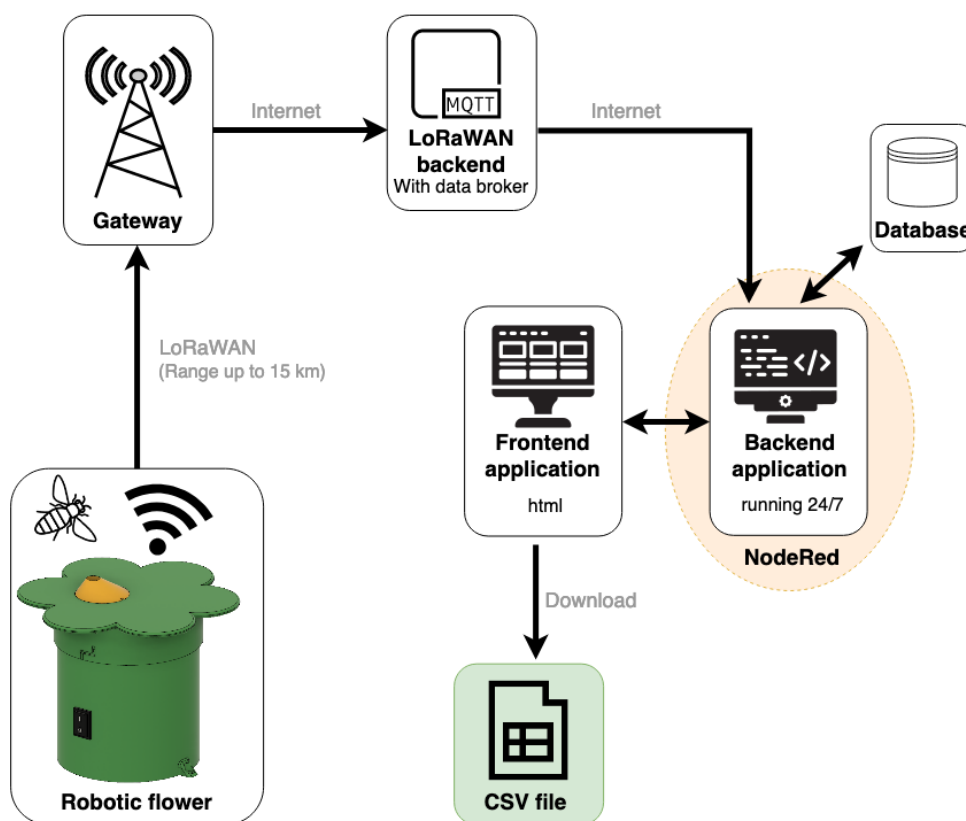 Internet
MQTT
Internet
LoRaWAN
backend
With data broker
Gateway
Database
LoRaWAN
(Range up to 15 km)
Frontend
application
html
Backend
application
running 24/7
NodeRed
Download
Robotic flower
CSV file